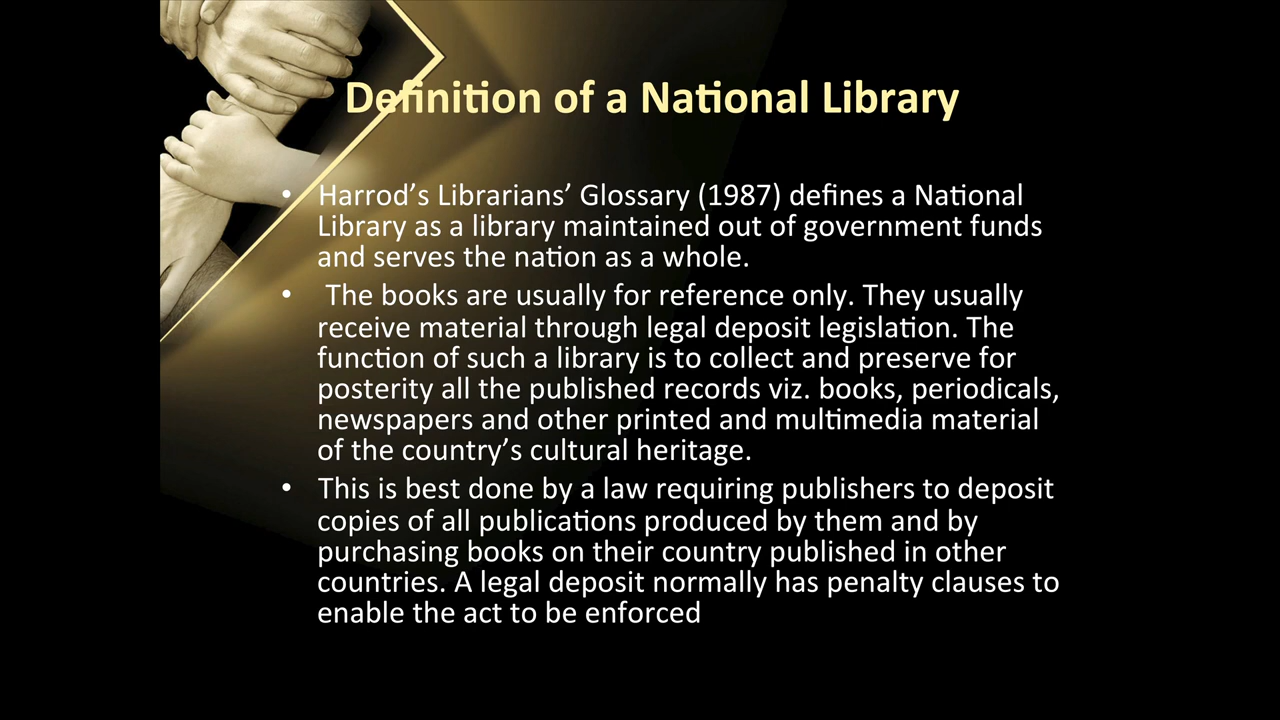 Definition of a National Library
• Harrod’s Librarians’ Glossary (1987) defines a National
Library as a library maintained out of government funds
and serves the nation as a whole.
• The books are usually for reference only. They usually
receive material through legal deposit legislation. The
function of such a library is to collect and preserve for
posterity all the published records viz. books, periodicals,
newspapers and other printed and multimedia material
of the country’s cultural heritage.
• This is best done by a law requiring publishers to deposit
copies of all publications produced by them and by
purchasing books on their country published in other
countries. A legal deposit normally has penalty clauses to
enable the act to be enforced